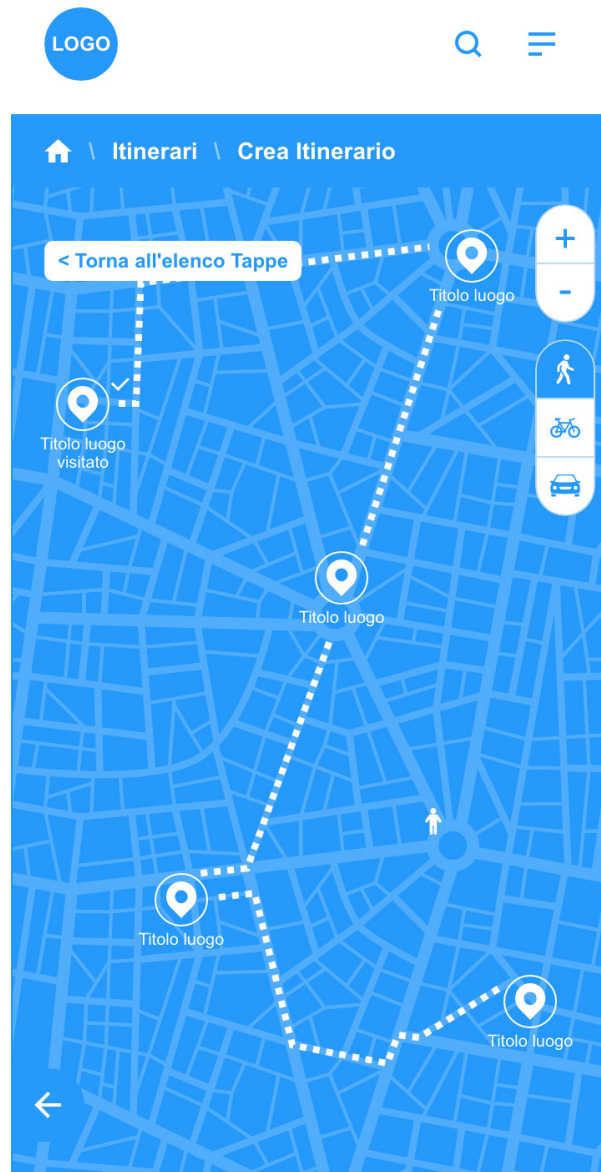 LOGO
\ Itinerari \ Crea Itinerario
< Torna all'elenco Tappe
+
Titolo luogo
-
Titolo luogo
visitato
Titolo luogo
Titolo luogo
Titolo luogo